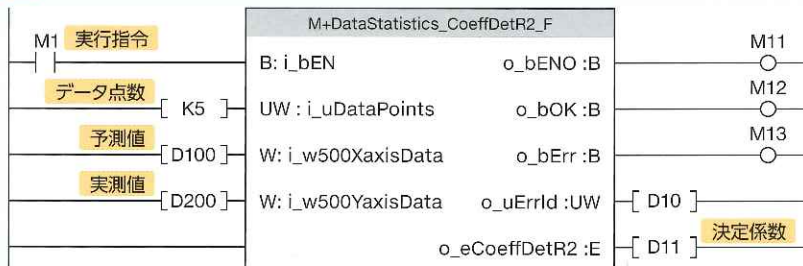 M+DataStatistics_CoeffDetR2_F
M1 実行指令
B: i_bEN o_bENO :B M11
データ点数
K5 UW : i_uDataPoints o_bOK :B M12
予測値
D100 W: i_w500XaxisData o_bErr :B M13
実測値
D200 W: i_w500YaxisData o_uErrId :UW D10
決定係数
o_eCoeffDetR2 :E D11